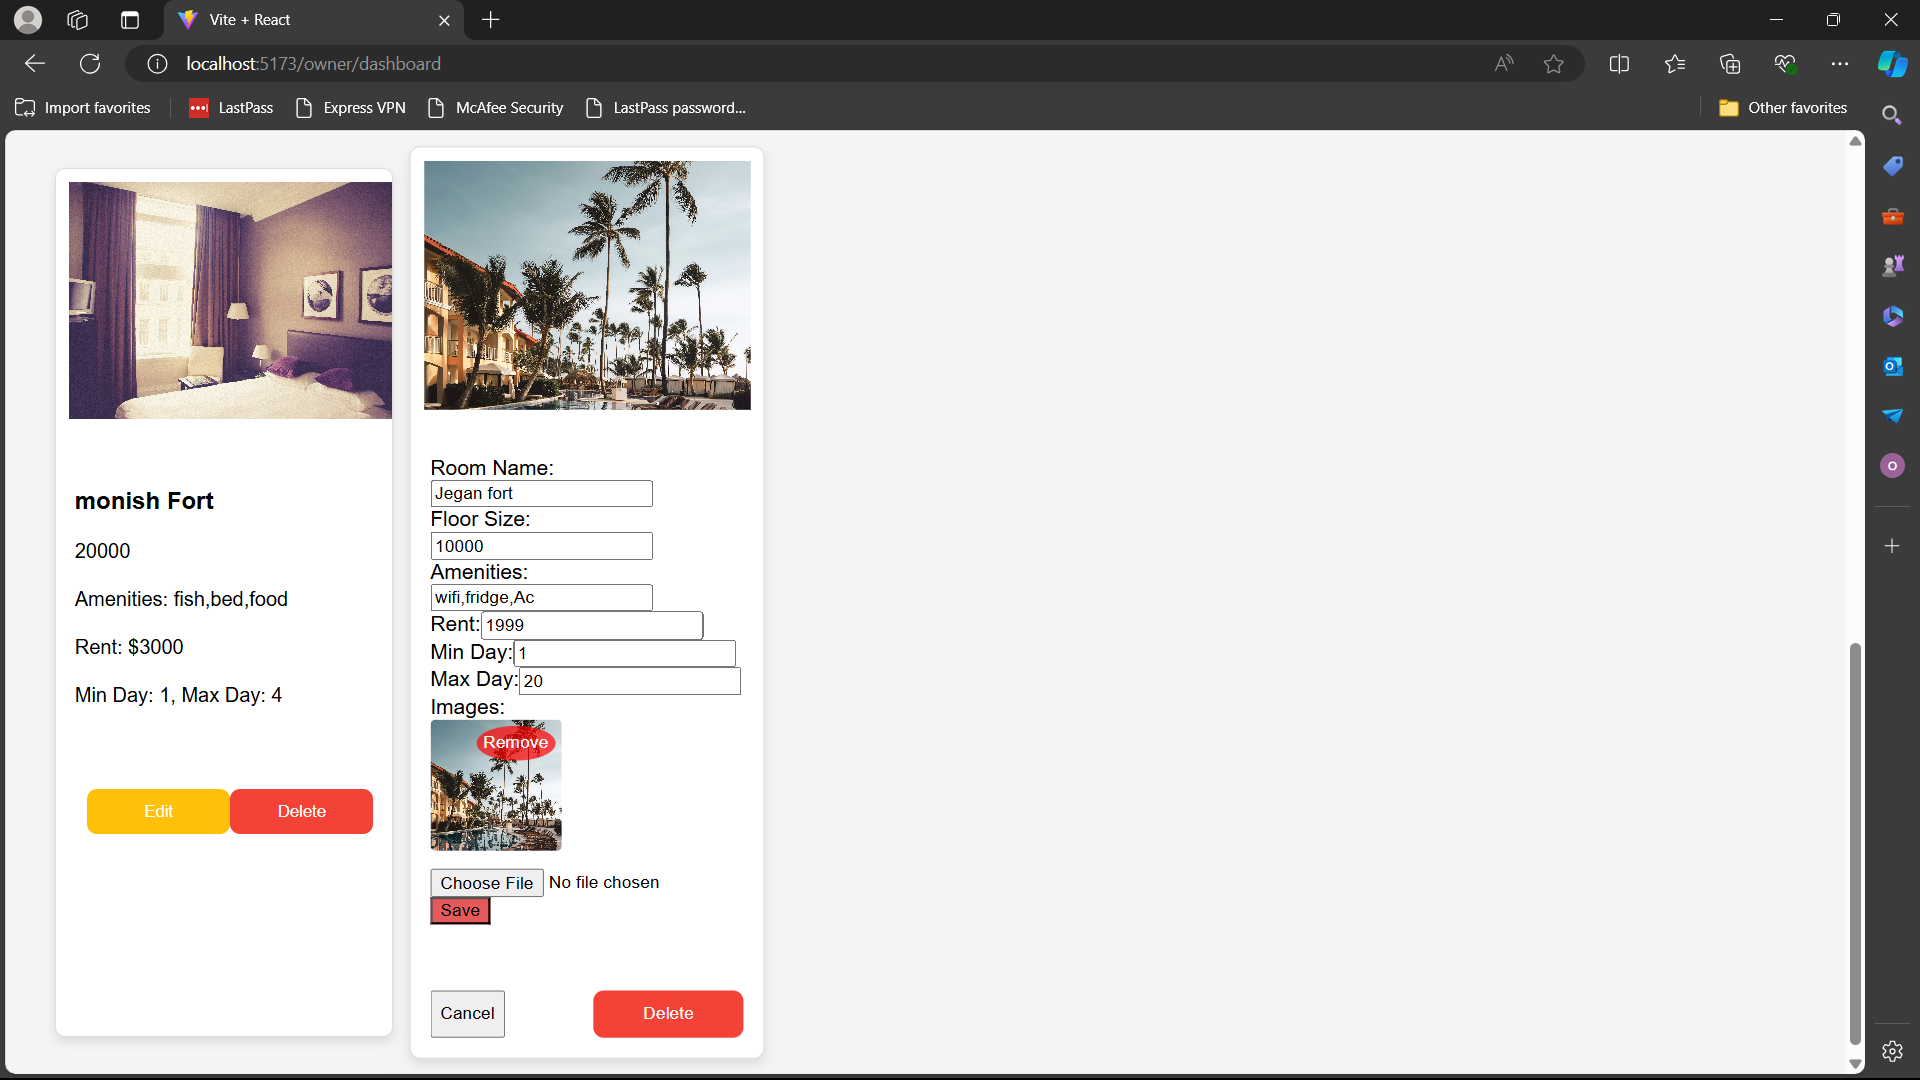 Vite + React
localhost:5173/owner/dashboard
Import favorites
LastPass
Express VPN
McAfee Security
LastPass password...
Other favorites
monish Fort
20000
Amenities: fish,bed,food
Rent: $3000
Min Day: 1, Max Day: 4
Edit
Delete
Room Name:
Jegan fort
Floor Size:
10000
Amenities:
wifi,fridge,Ac
Rent: 1999
Min Day: 1
Max Day: 20
Images:
Remove
Choose File No file chosen
Save
Cancel
Delete
O